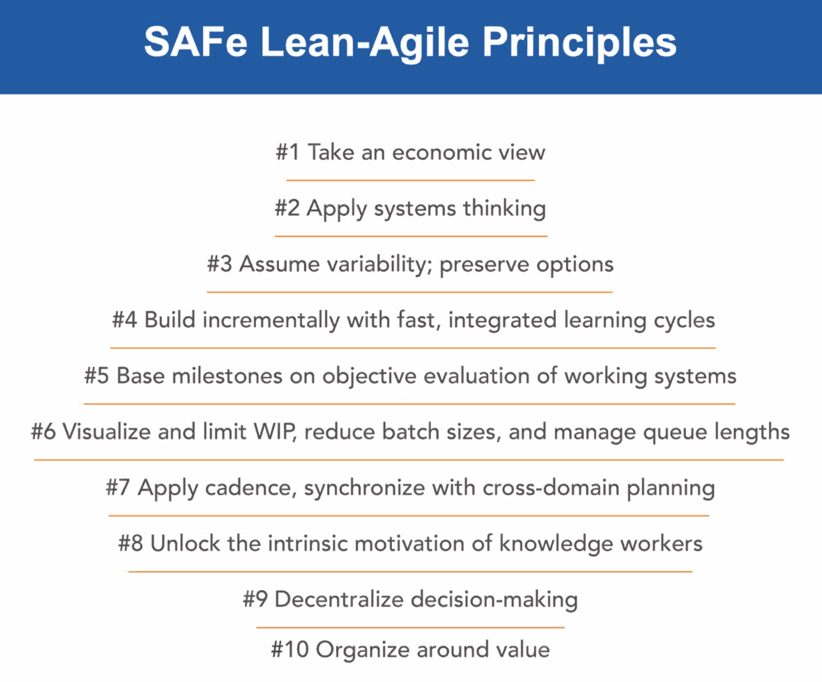 SAFe Lean-Agile Principles
#1 Take an economic view
#2 Apply systems thinking
#3 Assume variability; preserve options
#4 Build incrementally with fast, integrated learning cycles
#5 Base milestones on objective evaluation of working systems
#6 Visualize and limit WIP, reduce batch sizes, and manage queue lengths
#7 Apply cadence, synchronize with cross-domain planning
#8 Unlock the intrinsic motivation of knowledge workers
#9 Decentralize decision-making
#10 Organize around value